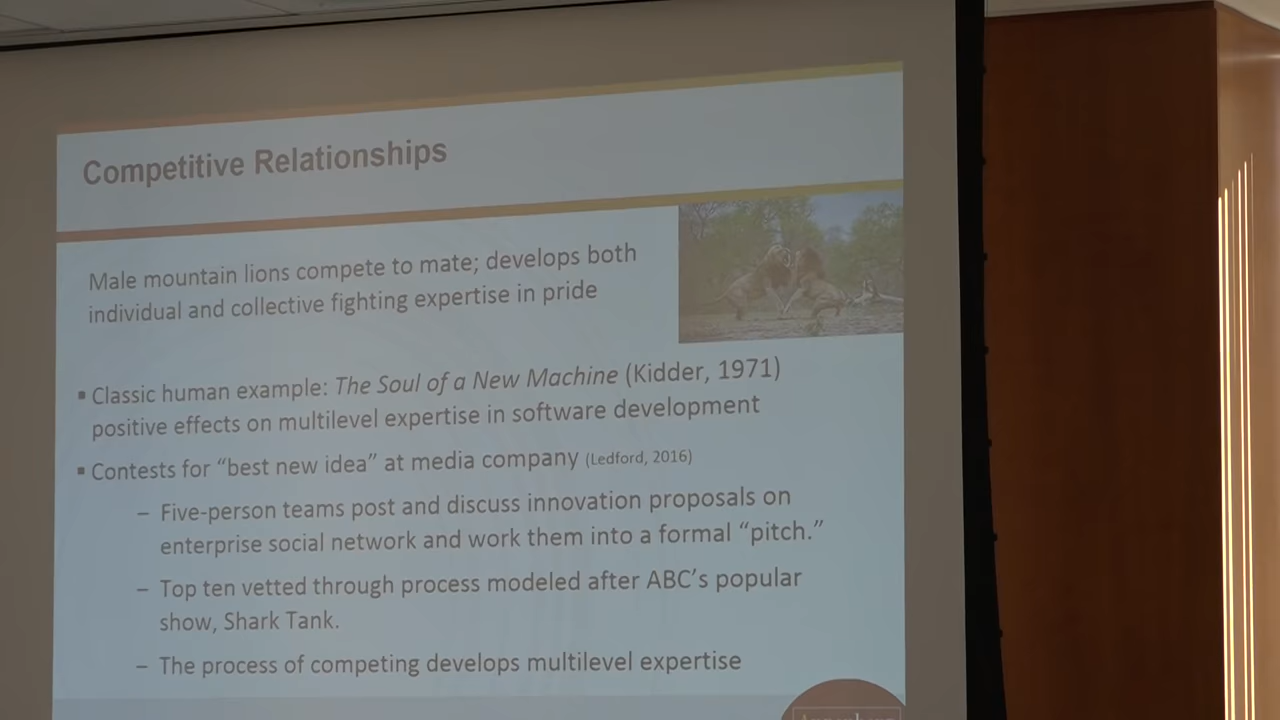 Competitive Relationships
Male mountain lions compete to mate; develops both
individual and collective fighting expertise in pride
▪ Classic human example: The Soul of a New Machine (Kidder, 1971)
positive effects on multilevel expertise in software development
▪ Contests for “best new idea” at media company (Ledford, 2016)
– Five-person teams post and discuss innovation proposals on
enterprise social network and work them into a formal “pitch.”
– Top ten vetted through process modeled after ABC’s popular
show, Shark Tank.
– The process of competing develops multilevel expertise